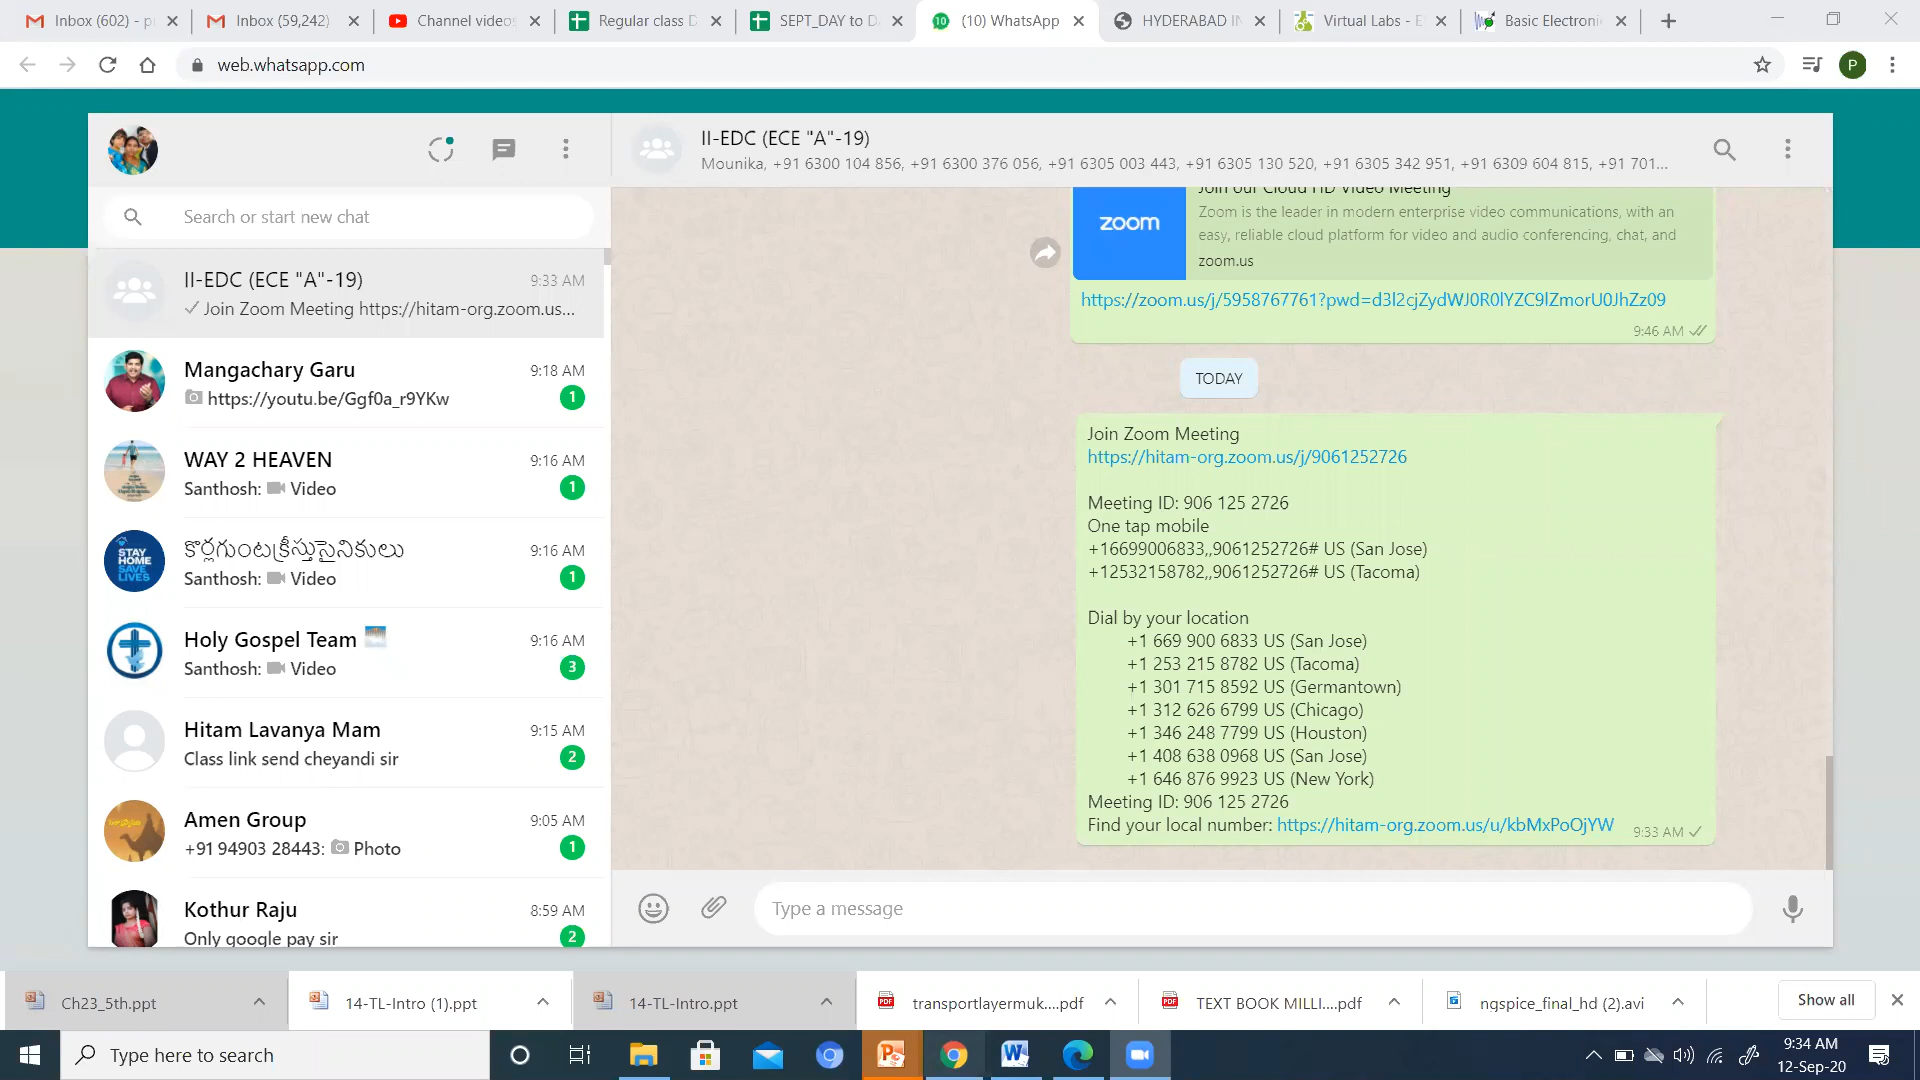 Inbox (602) - p
Inbox (59,242)
Channel videos
Regular class D
SEPT_DAY to D
(10) WhatsApp
HYDERABAD IN
Virtual Labs - E
Basic Electroni
web.whatsapp.com
P
II-EDC (ECE "A"-19)
Mounika, +91 6300 104 856, +91 6300 376 056, +91 6305 003 443, +91 6305 130 520, +91 6305 342 951, +91 6309 604 815, +91 701...
Search or start new chat
II-EDC (ECE "A"-19)
9:33 AM
Join Zoom Meeting https://hitam-org.zoom.us...
Mangachary Garu
9:18 AM
https://youtu.be/Ggf0a_r9YKw
1
WAY 2 HEAVEN
9:16 AM
Santhosh: Video
1
STAY
HOME
SAVE
LIVES
కొర్లగుంటక్రీస్తుసైనికులు
9:16 AM
Santhosh: Video
1
Holy Gospel Team
9:16 AM
Santhosh: Video
3
Hitam Lavanya Mam
9:15 AM
Class link send cheyandi sir
2
Amen Group
9:05 AM
+91 94903 28443: Photo
1
Kothur Raju
8:59 AM
Only google pay sir
2
Join our Cloud HD Video Meeting
zoom
Zoom is the leader in modern enterprise video communications, with an
easy, reliable cloud platform for video and audio conferencing, chat, and
zoom.us
https://zoom.us/j/5958767761?pwd=d3l2cjZydWJ0R0lYZC9lZmorU0JhZz09
9:46 AM
TODAY
Join Zoom Meeting
https://hitam-org.zoom.us/j/9061252726
Meeting ID: 906 125 2726
One tap mobile
+16699006833,,9061252726# US (San Jose)
+12532158782,,9061252726# US (Tacoma)
Dial by your location
+1 669 900 6833 US (San Jose)
+1 253 215 8782 US (Tacoma)
+1 301 715 8592 US (Germantown)
+1 312 626 6799 US (Chicago)
+1 346 248 7799 US (Houston)
+1 408 638 0968 US (San Jose)
+1 646 876 9923 US (New York)
Meeting ID: 906 125 2726
Find your local number: https://hitam-org.zoom.us/u/kbMxPoOjYW
9:33 AM
Type a message
Ch23_5th.ppt
14-TL-Intro (1).ppt
14-TL-Intro.ppt
transportlayermuk....pdf
TEXT BOOK MILLI....pdf
ngspice_final_hd (2).avi
Show all
Type here to search
9:34 AM
12-Sep-20